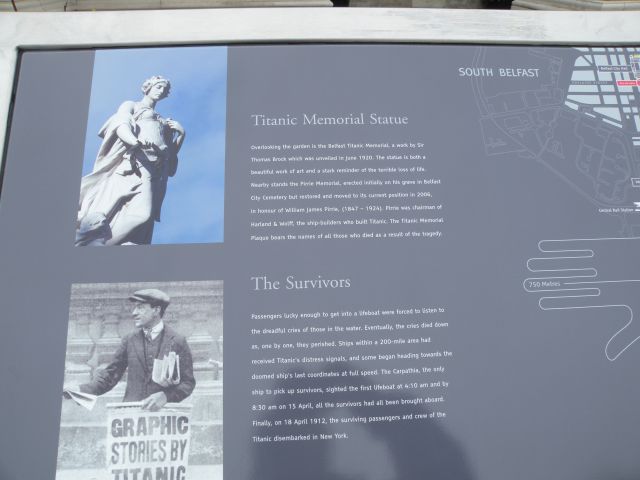 SOUTH BELFAST
Belfast City Hall
Titanic Memorial Statue
Overlooking the garden is the Belfast Titanic Memorial, a work by Sir
Thomas Brock which was unveiled in June 1920. The statue is both a
beautiful work of art and a stark reminder of the terrible loss of life.
Nearby stands the Pirrie Memorial, erected initially on his grave in Belfast
City Cemetery but restored and moved to its current position in 2006,
in honour of William James Pirrie, (1847 – 1924). Pirrie was chairman of
Harland & Wolff, the ship-builders who built Titanic. The Titanic Memorial
Plaque bears the names of all those who died as a result of the tragedy.
Central Rail Station
750 Metres
The Survivors
Passengers lucky enough to get into a lifeboat were forced to listen to
the dreadful cries of those in the water. Eventually, the cries died down
as, one by one, they perished. Ships within a 200-mile area had
received Titanic's distress signals, and some began heading towards the
doomed ship's last coordinates at full speed. The Carpathia, the only
ship to pick up survivors, sighted the first lifeboat at 4:10 am and by
8:30 am on 15 April, all the survivors had all been brought aboard.
Finally, on 18 April 1912, the surviving passengers and crew of the
Titanic disembarked in New York.
GRAPHIC
STORIES BY
TITANIC